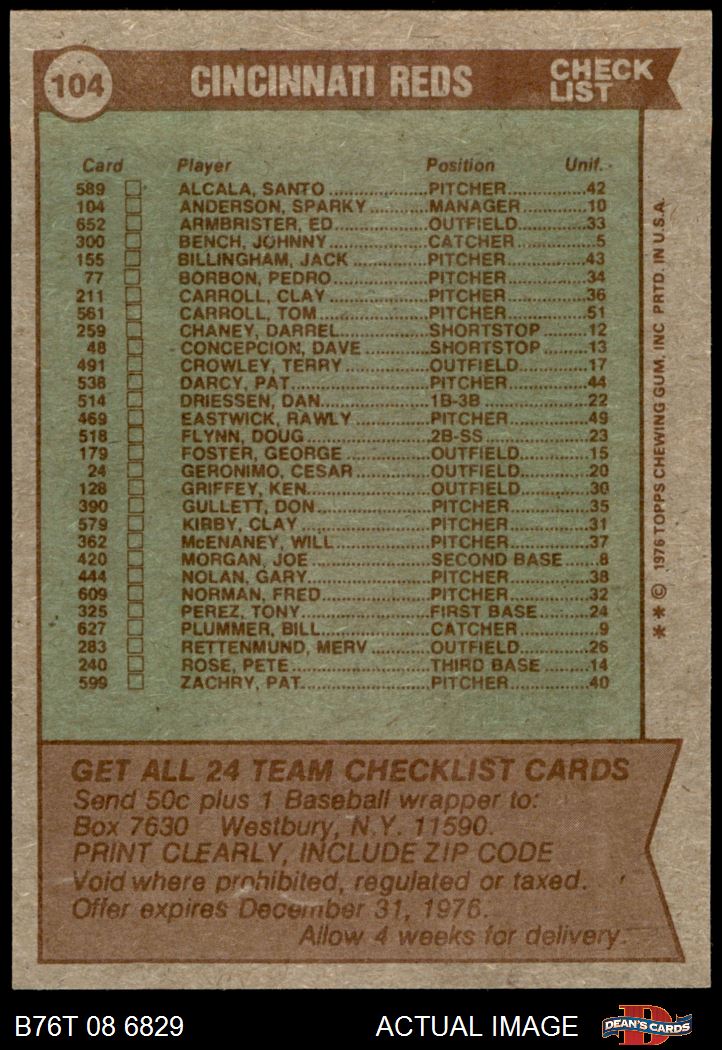 104 CINCINNATI REDS CHECK LIST
Card Player Position Unif.
589 ALCALA, SANTO PITCHER 42
104 ANDERSON, SPARKY MANAGER 10
652 ARMBRISTER, ED OUTFIELD 33
300 BENCH, JOHNNY CATCHER 5
155 BILLINGHAM, JACK PITCHER 43
77 BORBON, PEDRO PITCHER 34
211 CARROLL, CLAY PITCHER 36
561 CARROLL, TOM PITCHER 51
259 CHANEY, DARREL SHORTSTOP 12
48 CONCEPCION, DAVE SHORTSTOP 13
491 CROWLEY, TERRY OUTFIELD 17
538 DARCY, PAT PITCHER 44
514 DRIESSEN, DAN 1B-3B 22
469 EASTWICK, RAWLY PITCHER 49
518 FLYNN, DOUG 2B-SS 23
179 FOSTER, GEORGE OUTFIELD 15
24 GERONIMO, CESAR OUTFIELD 20
128 GRIFFEY, KEN OUTFIELD 30
390 GULLETT, DON PITCHER 35
579 KIRBY, CLAY PITCHER 31
362 McENANEY, WILL PITCHER 37
420 MORGAN, JOE SECOND BASE 8
444 NOLAN, GARY PITCHER 38
609 NORMAN, FRED PITCHER 32
325 PEREZ, TONY FIRST BASE 24
627 PLUMMER, BILL CATCHER 9
283 RETTENMUND, MERV OUTFIELD 26
240 ROSE, PETE THIRD BASE 14
599 ZACHRY, PAT PITCHER 40
** © 1976 TOPPS CHEWING GUM, INC PRTD. IN U.S.A.
GET ALL 24 TEAM CHECKLIST CARDS
Send 50c plus 1 Baseball wrapper to:
Box 7630 Westbury, N.Y. 11590.
PRINT CLEARLY, INCLUDE ZIP CODE
Void where prohibited, regulated or taxed.
Offer expires December 31, 1976.
Allow 4 weeks for delivery.
B76T 08 6829 ACTUAL IMAGE D DEAN'S CARDS